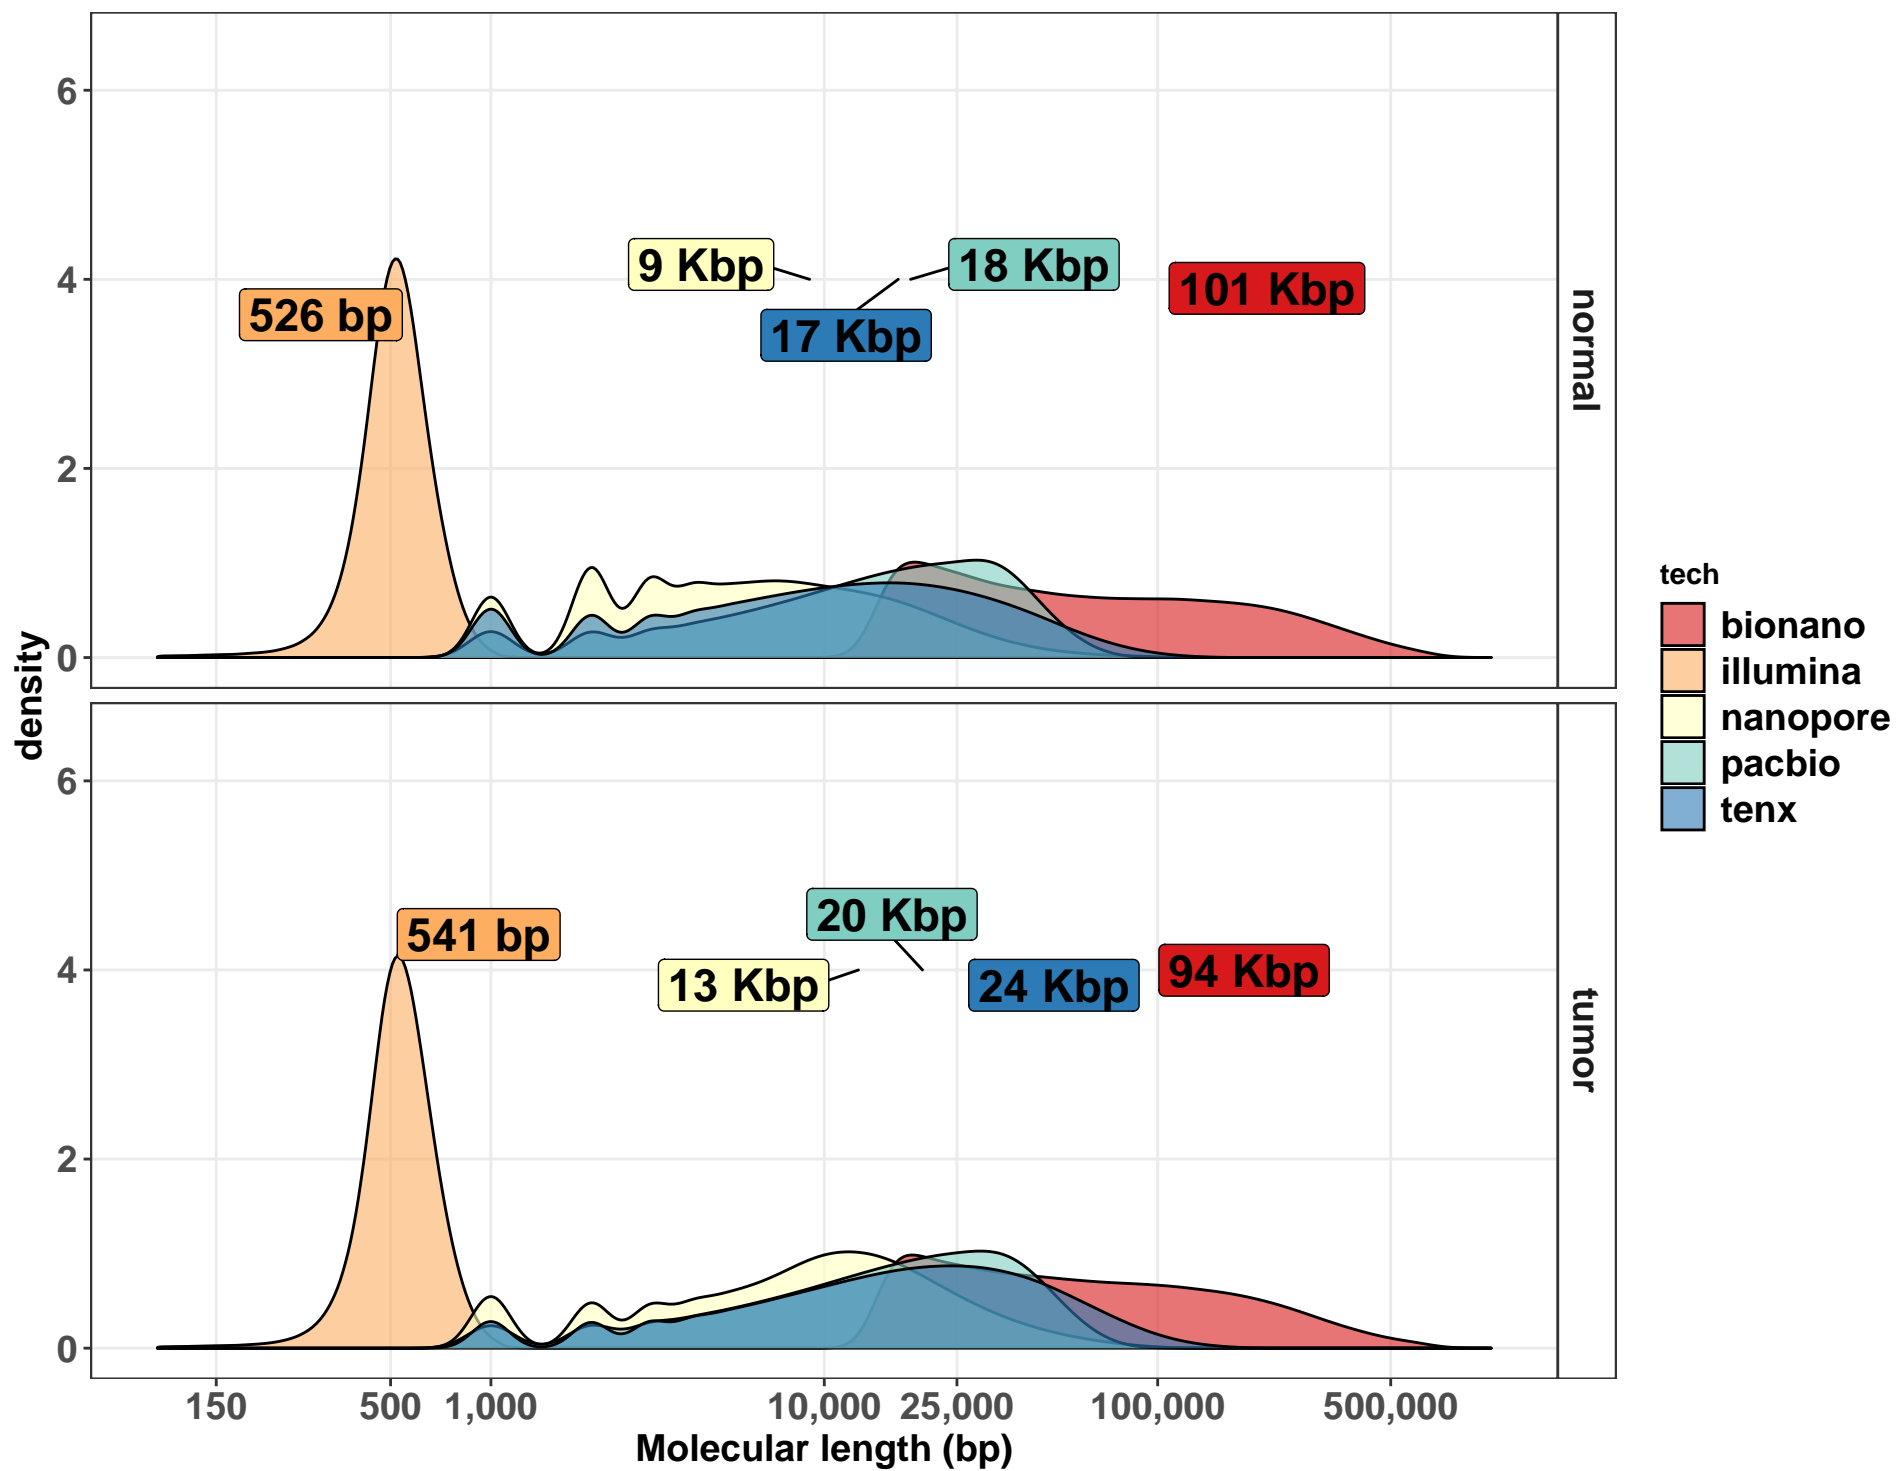 6
4
2
0
9 Kbp
18 Kbp
101 Kbp
526 bp
17 Kbp
normal
density
6
4
2
0
20 Kbp
541 bp
13 Kbp
24 Kbp
94 Kbp
tumor
150
500
1,000
10,000
25,000
100,000
500,000
Molecular length (bp)
tech
bionano
illumina
nanopore
pacbio
tenx